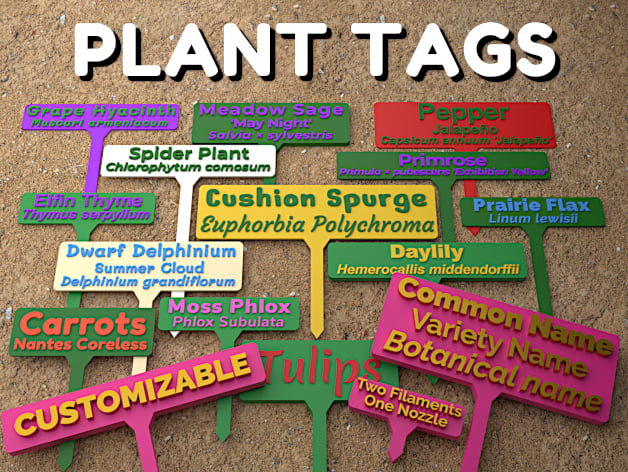 PLANT TAGS
Grape Hyacinth
Muscari armeniacum
Meadow Sage
'May Night'
Salvia × sylvestris
Pepper
Jalapeño
Capsicum annuum 'Jalapeño'
Spider Plant
Chlorophytum comosum
Primrose
Primula × pubescens 'Exhibition Yellow'
Elfin Thyme
Thymus serpyllum
Cushion Spurge
Euphorbia Polychroma
Prairie Flax
Linum lewisii
Dwarf Delphinium
Summer Cloud
Delphinium grandiflorum
Daylily
Hemerocallis middendorffii
Carrots
Nantes Coreless
Moss Phlox
Phlox Subulata
Common Name
Variety Name
Botanical name
CUSTOMIZABLE
Tulips
Two Filaments
One Nozzle